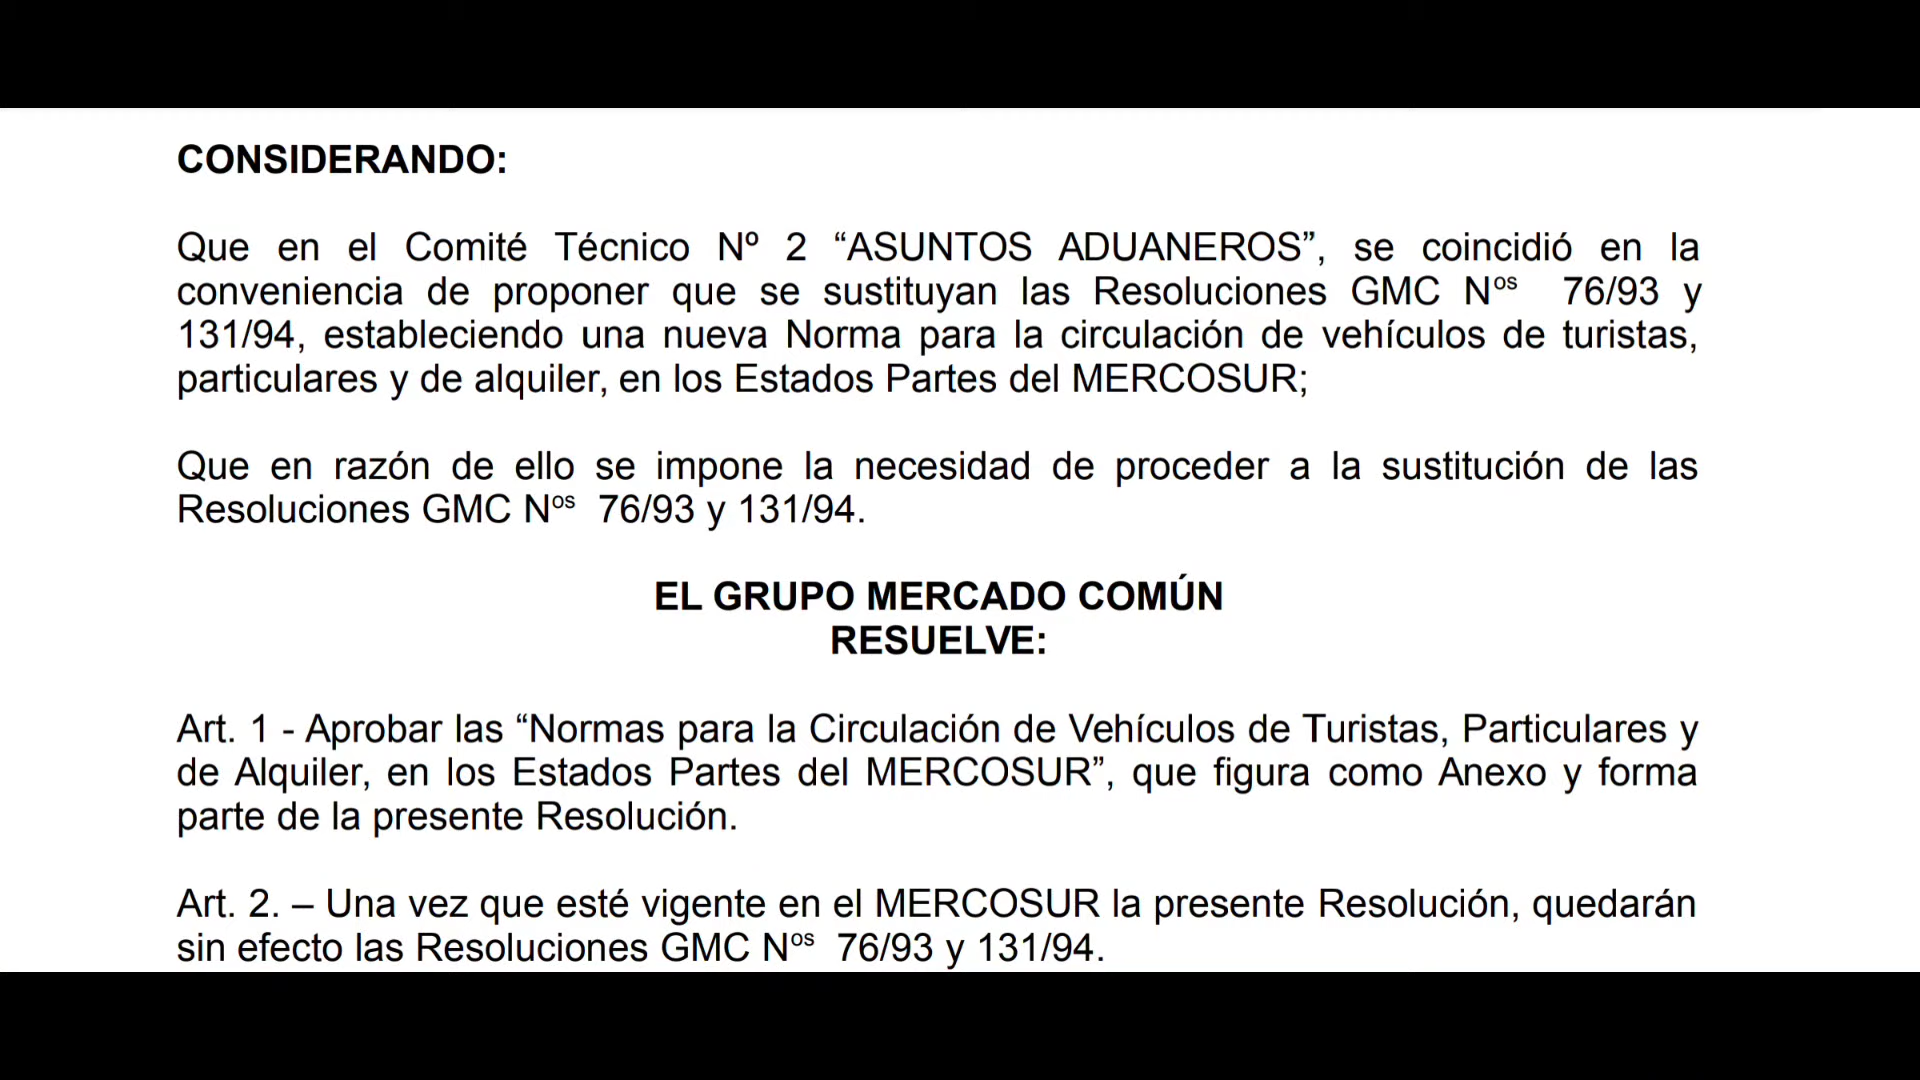 CONSIDERANDO:
Que en el Comité Técnico Nº 2 “ASUNTOS ADUANEROS”, se coincidió en la
conveniencia de proponer que se sustituyan las Resoluciones GMC Nos 76/93 y
131/94, estableciendo una nueva Norma para la circulación de vehículos de turistas,
particulares y de alquiler, en los Estados Partes del MERCOSUR;
Que en razón de ello se impone la necesidad de proceder a la sustitución de las
Resoluciones GMC Nos 76/93 y 131/94.
EL GRUPO MERCADO COMÚN
RESUELVE:
Art. 1 - Aprobar las “Normas para la Circulación de Vehículos de Turistas, Particulares y
de Alquiler, en los Estados Partes del MERCOSUR”, que figura como Anexo y forma
parte de la presente Resolución.
Art. 2. – Una vez que esté vigente en el MERCOSUR la presente Resolución, quedarán
sin efecto las Resoluciones GMC Nos 76/93 y 131/94.